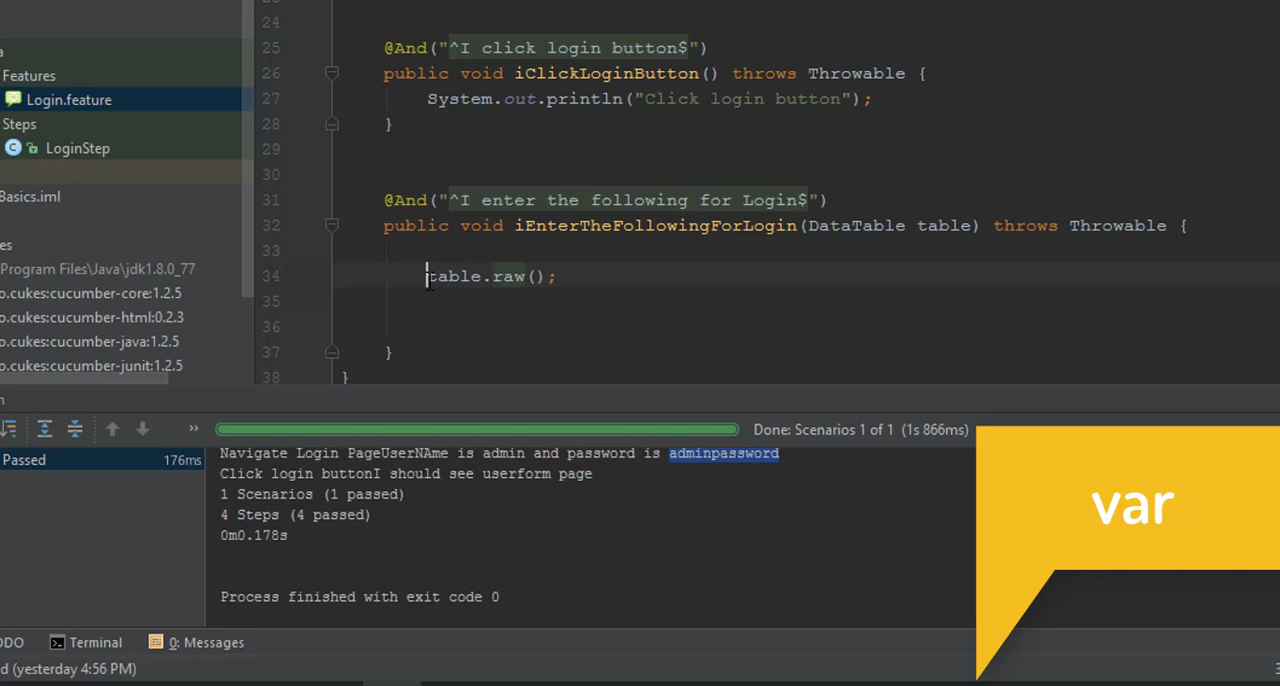 a
Features
Login.feature
Steps
LoginStep
Basics.iml
es
Program Files\Java\jdk1.8.0_77
o.cukes:cucumber-core:1.2.5
o.cukes:cucumber-html:0.2.3
o.cukes:cucumber-java:1.2.5
o.cukes:cucumber-junit:1.2.5
24
25 @And("^I click login button$")
26 public void iClickLoginButton() throws Throwable {
27 System.out.println("Click login button");
28 }
29
30
31 @And("^I enter the following for Login$")
32 public void iEnterTheFollowingForLogin(DataTable table) throws Throwable {
33
34 table.raw();
35
36
37 }
38 }
n
» Done: Scenarios 1 of 1 (1s 866ms)
Passed 176ms
Navigate Login PageUserNAme is admin and password is adminpassword
Click login buttonI should see userform page
1 Scenarios (1 passed)
4 Steps (4 passed)
0m0.178s
Process finished with exit code 0
var
ODO Terminal 0: Messages
d (yesterday 4:56 PM)